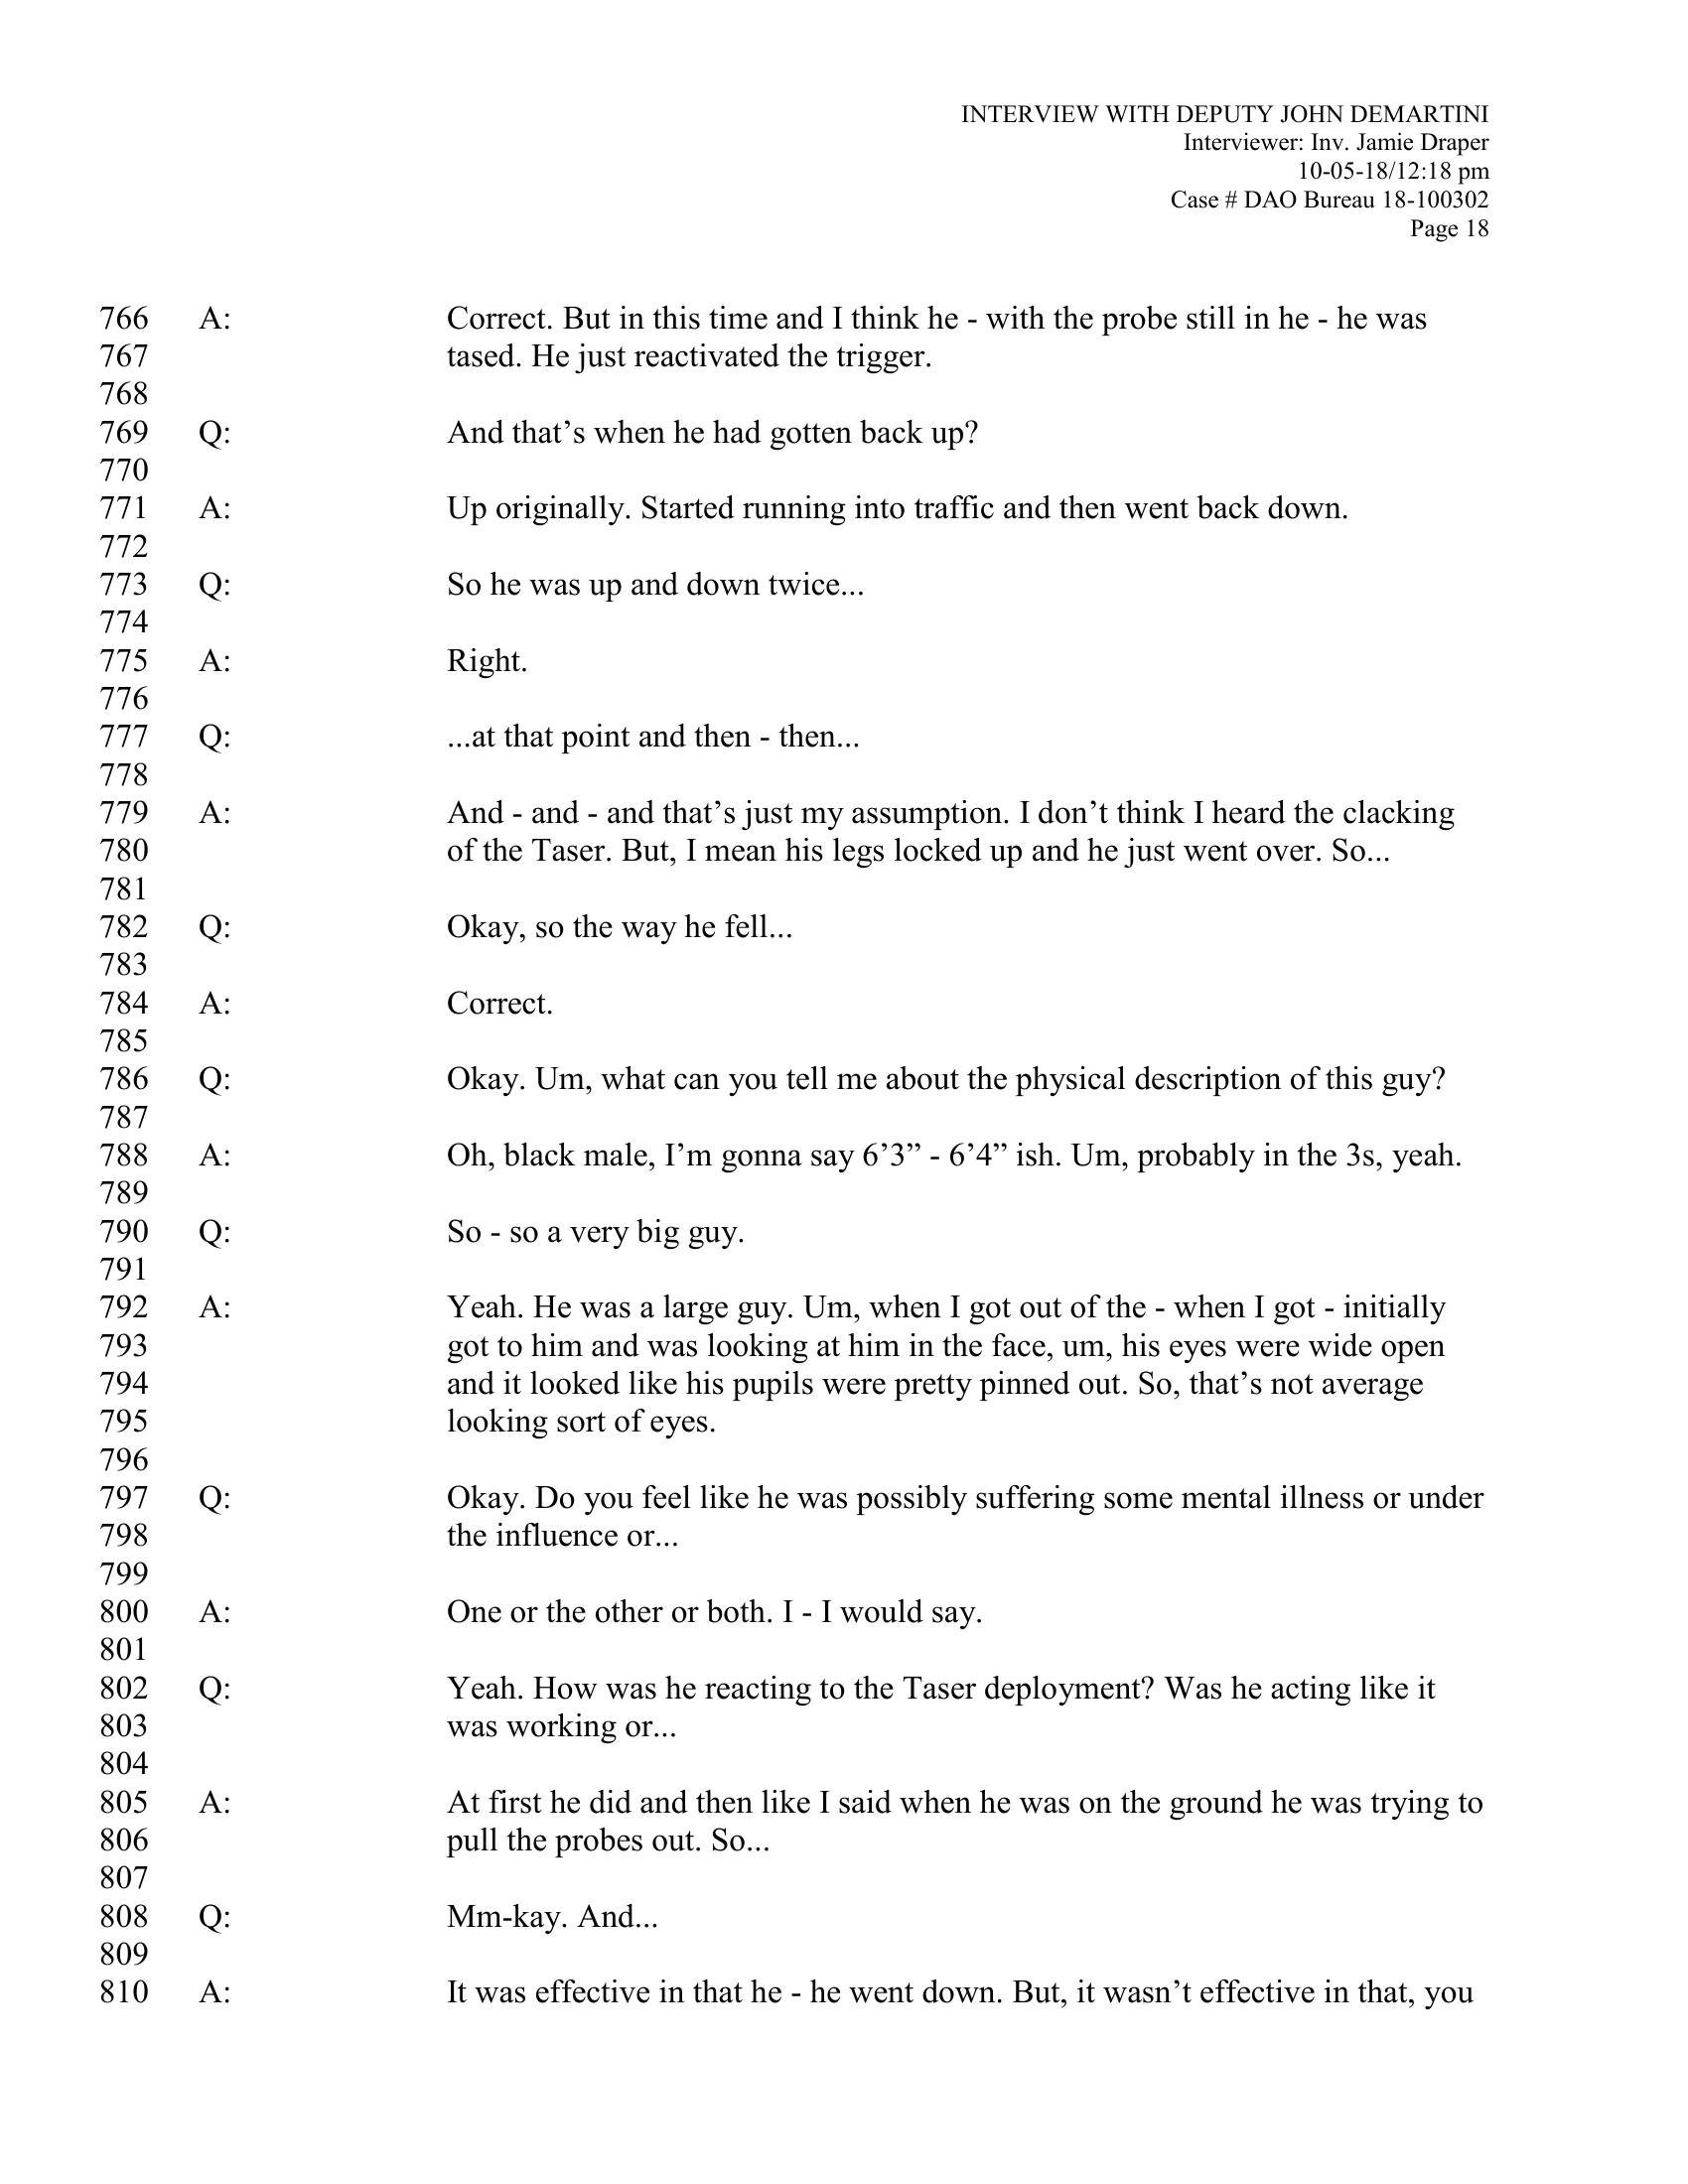 INTERVIEW WITH DEPUTY JOHN DEMARTINI
Interviewer: Inv. Jamie Draper
10-05-18/12:18 pm
Case # DAO Bureau 18-100302
Page 18
766 A: Correct. But in this time and I think he - with the probe still in he - he was
767 tased. He just reactivated the trigger.
768
769 Q: And that’s when he had gotten back up?
770
771 A: Up originally. Started running into traffic and then went back down.
772
773 Q: So he was up and down twice...
774
775 A: Right.
776
777 Q: ...at that point and then - then...
778
779 A: And - and - and that’s just my assumption. I don’t think I heard the clacking
780 of the Taser. But, I mean his legs locked up and he just went over. So...
781
782 Q: Okay, so the way he fell...
783
784 A: Correct.
785
786 Q: Okay. Um, what can you tell me about the physical description of this guy?
787
788 A: Oh, black male, I’m gonna say 6’3” - 6’4” ish. Um, probably in the 3s, yeah.
789
790 Q: So - so a very big guy.
791
792 A: Yeah. He was a large guy. Um, when I got out of the - when I got - initially
793 got to him and was looking at him in the face, um, his eyes were wide open
794 and it looked like his pupils were pretty pinned out. So, that’s not average
795 looking sort of eyes.
796
797 Q: Okay. Do you feel like he was possibly suffering some mental illness or under
798 the influence or...
799
800 A: One or the other or both. I - I would say.
801
802 Q: Yeah. How was he reacting to the Taser deployment? Was he acting like it
803 was working or...
804
805 A: At first he did and then like I said when he was on the ground he was trying to
806 pull the probes out. So...
807
808 Q: Mm-kay. And...
809
810 A: It was effective in that he - he went down. But, it wasn’t effective in that, you